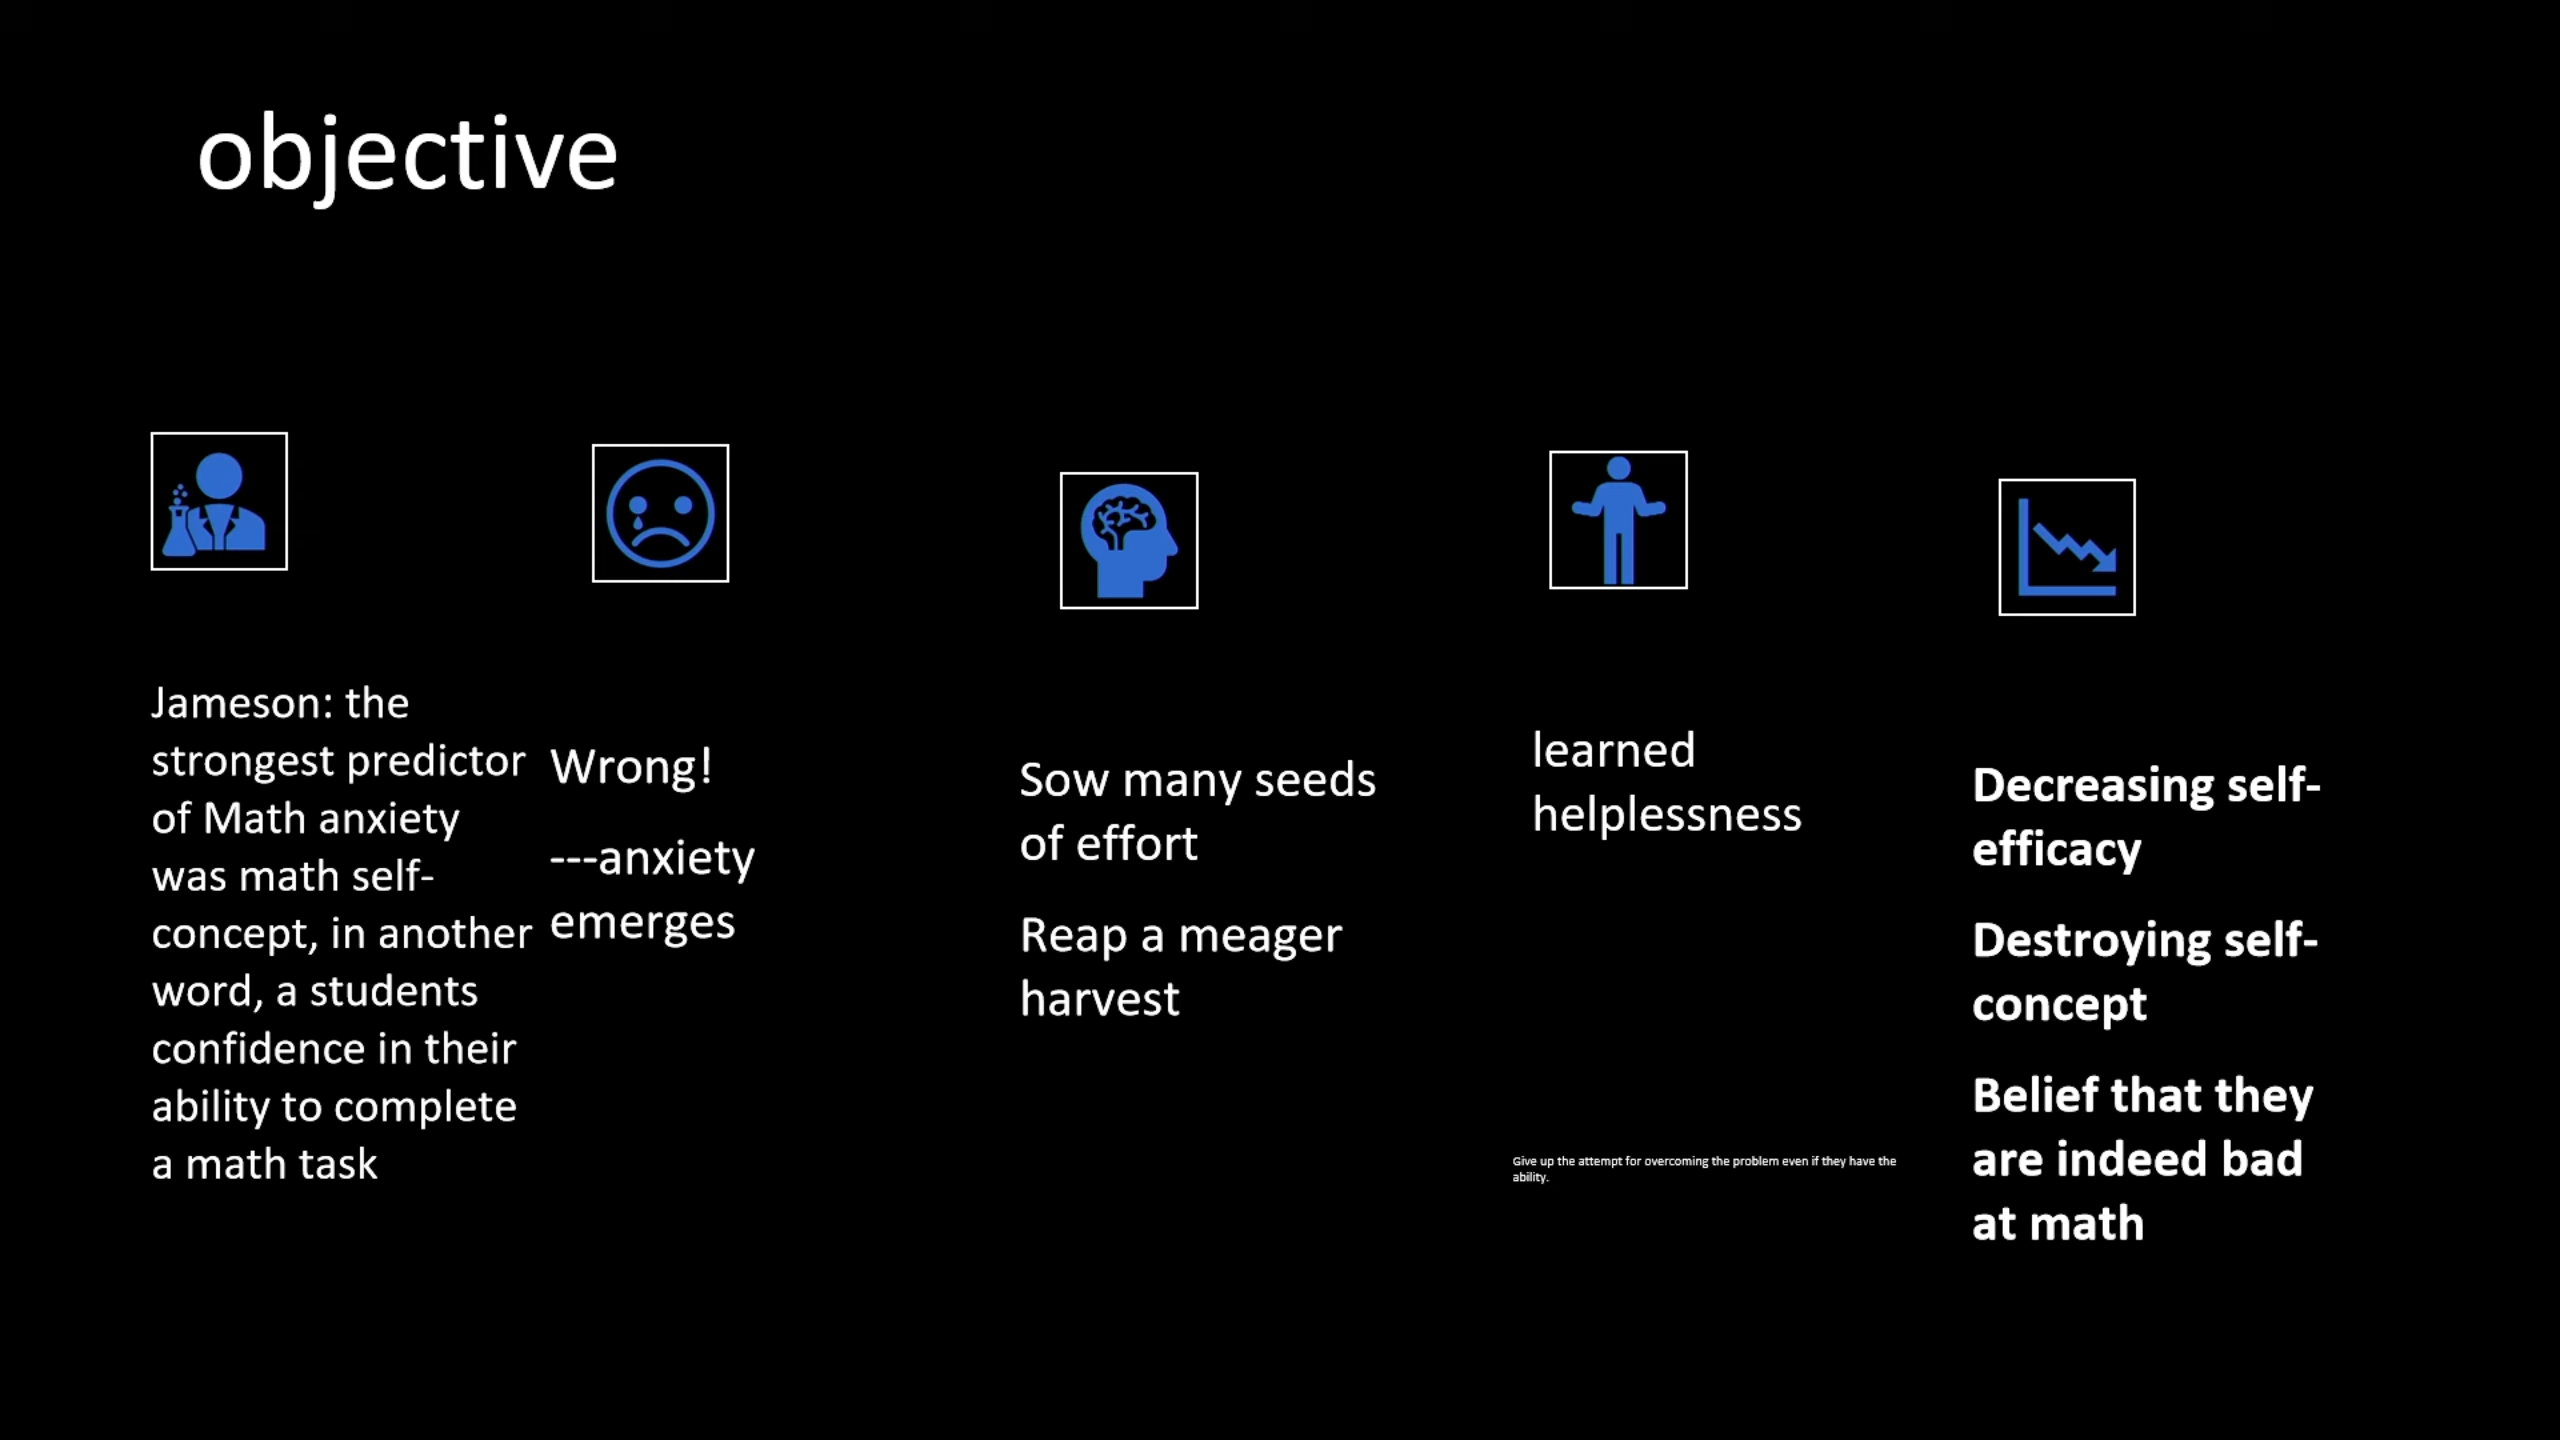 objective
Jameson: the
strongest predictor
of Math anxiety
was math self-
concept, in another
word, a students
confidence in their
ability to complete
a math task
Wrong!
---anxiety
emerges
Sow many seeds
of effort
Reap a meager
harvest
learned
helplessness
Give up the attempt for overcoming the problem even if they have the
ability.
Decreasing self-
efficacy
Destroying self-
concept
Belief that they
are indeed bad
at math